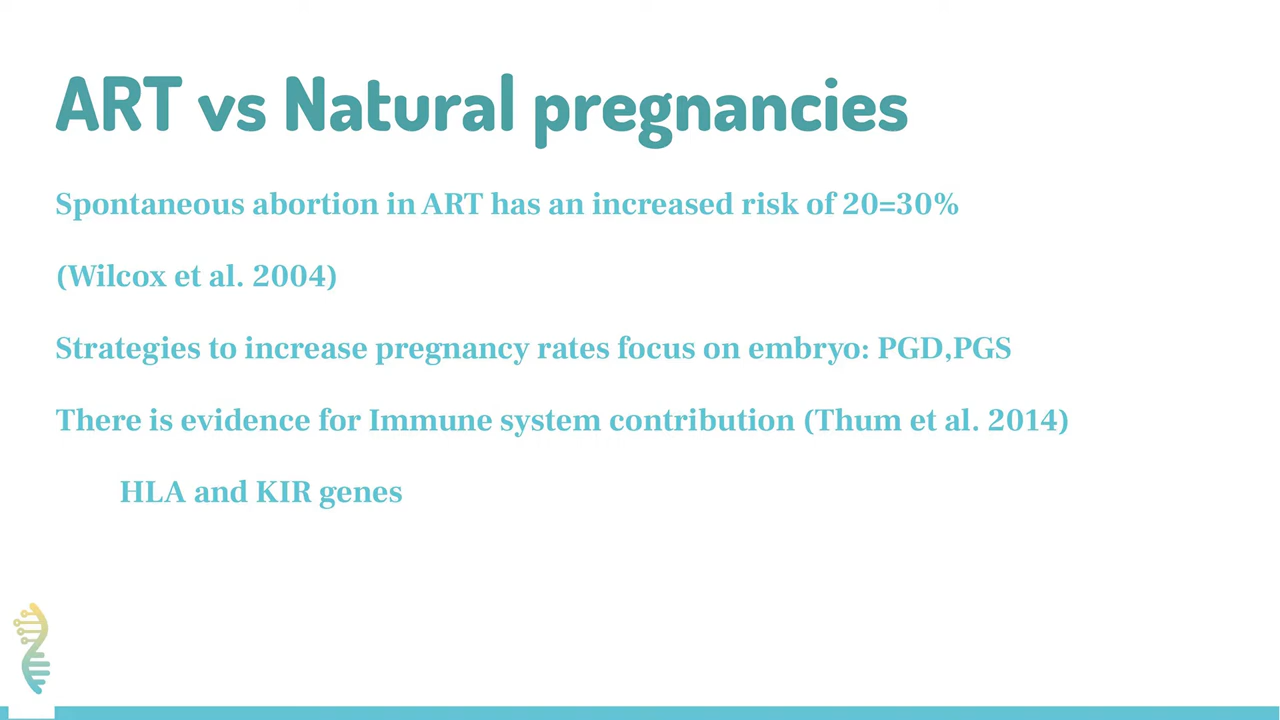 ART vs Natural pregnancies
Spontaneous abortion in ART has an increased risk of 20=30%
(Wilcox et al. 2004)
Strategies to increase pregnancy rates focus on embryo: PGD,PGS
There is evidence for Immune system contribution (Thum et al. 2014)
HLA and KIR genes